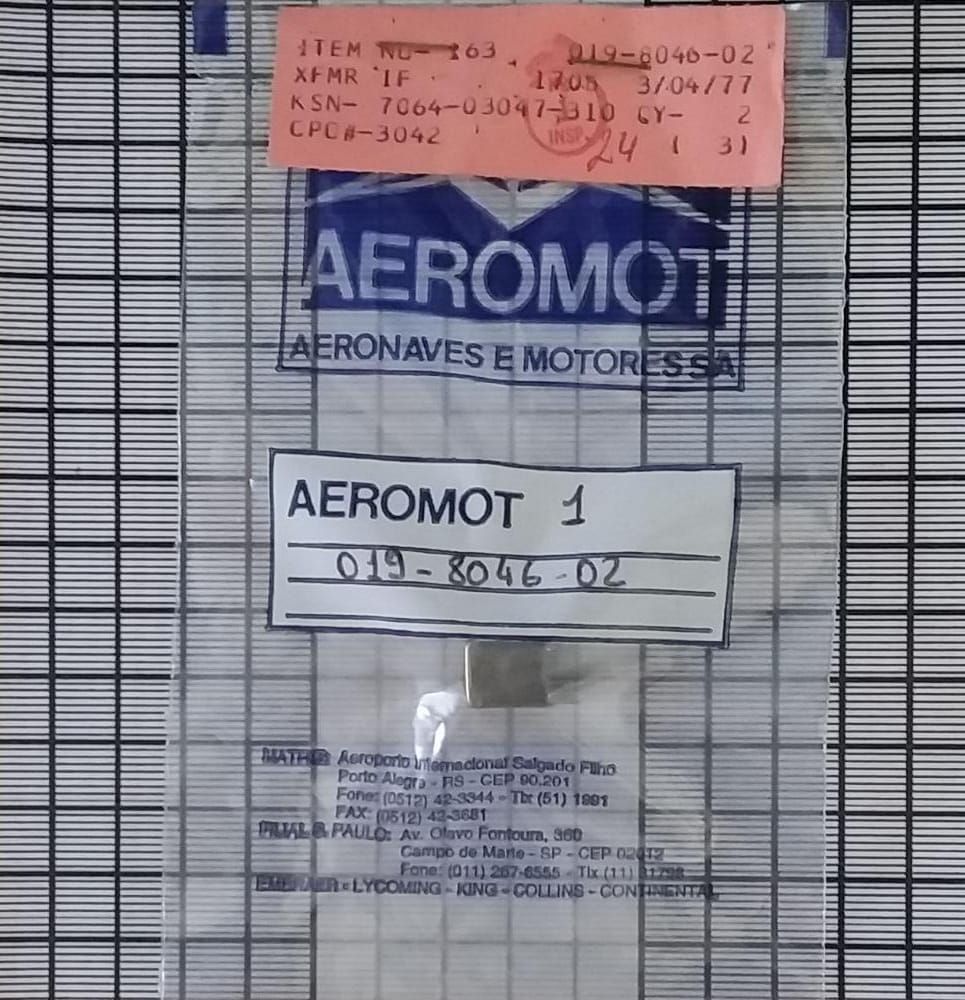 ITEM NO- 163 019-8046-02
XFMR IF 1705 3/04/77
KSN- 7064-03047-310 GY- 2
CPC#-3042 24 ( 31
INSP
AEROMOT
AERONAVES E MOTORES SA
AEROMOT 1
019-8046-02
MATRIZ: Aeroporto Internacional Salgado Filho
Porto Alegre - RS - CEP 90.201
Fone: (0512) 42-3344 - Tlx (51) 1991
FAX: (0512) 42-3681
FILIAL S. PAULO: Av. Olavo Fontoura, 360
Campo de Marte - SP - CEP 02012
Fone: (011) 267-6555 - Tlx (11)
EMBRAER - LYCOMING - KING - COLLINS - CONTINENTAL